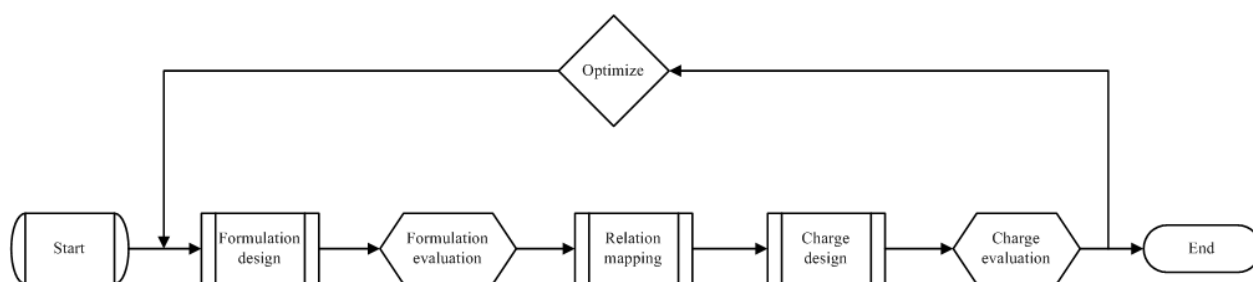 Optimize
Start
Formulation
design
Formulation
evaluation
Relation
mapping
Charge
design
Charge
evaluation
End